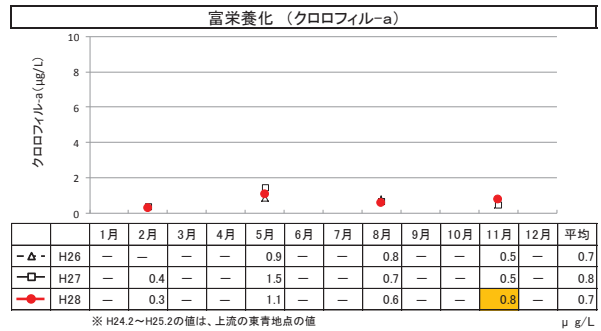 富栄養化 （クロロフィル-a）
クロロフィル-a（μg/L）
10
8
6
4
2
0
1月 2月 3月 4月 5月 6月 7月 8月 9月 10月 11月 12月 平均
H26 － － － － 0.9 － － 0.8 － － 0.5 － 0.7
H27 － 0.4 － － 1.5 － － 0.7 － － 0.5 － 0.8
H28 － 0.3 － － 1.1 － － 0.6 － － 0.8 － 0.7
※ H24.2～H25.2の値は、上流の東青地点の値 μ g/L